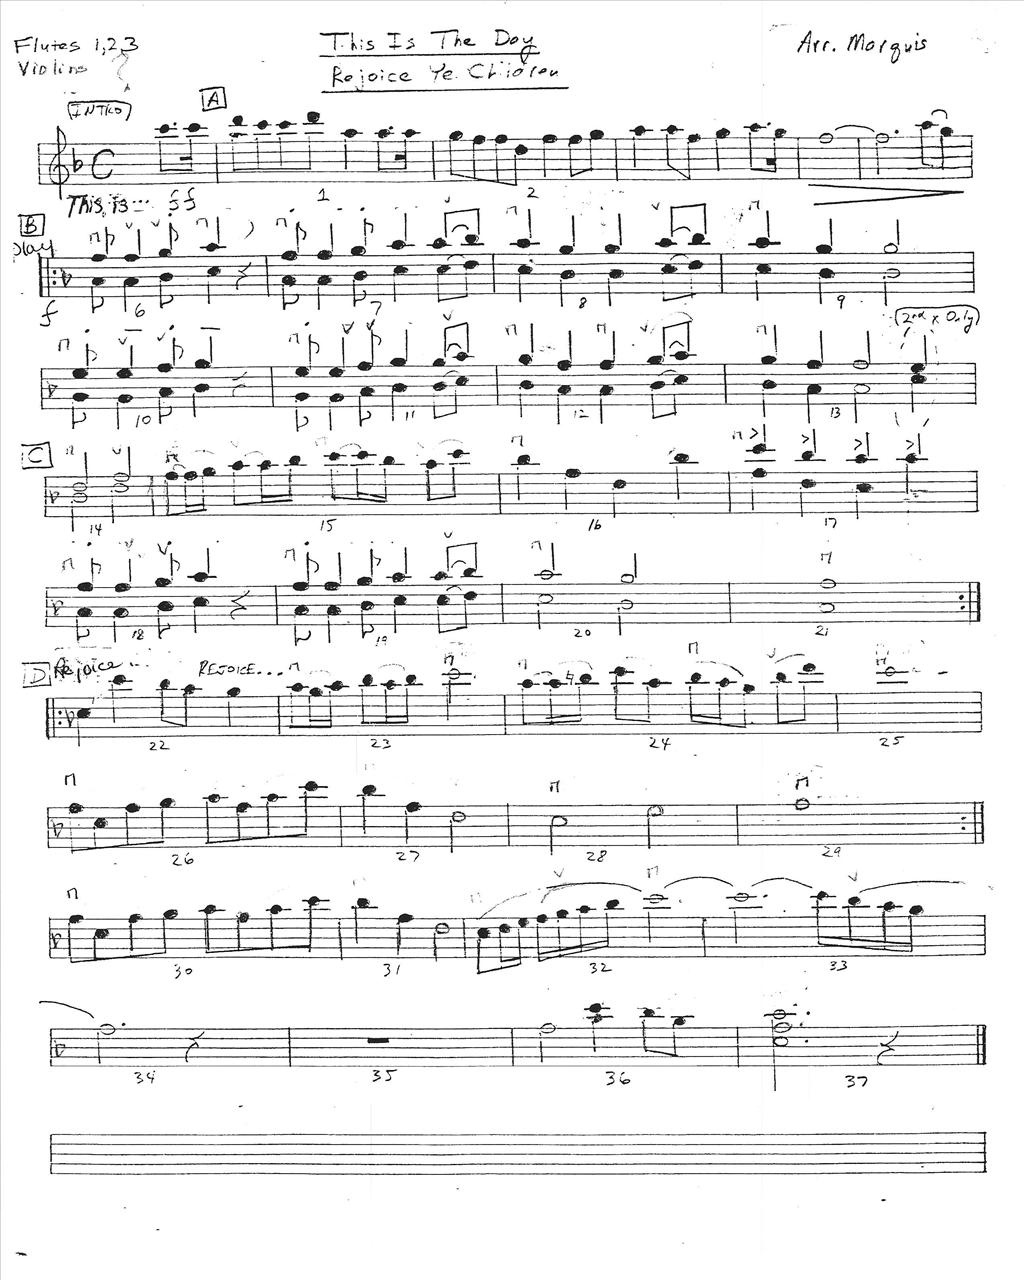 Flutes 1,2,3
Violins
This Is The Day
Rejoice Ye Children
Arr. Marquis
INTRO
A
C
This is... ff 1 2
B
play
f 6 7 8 9
(2nd x Only)
10 11 12 13
C
14 15 16 17
18 19 20 21
D Rejoice ... REJOICE...
22 23 24 25
26 27 28 29
30 31 32 33
34 35 36 37